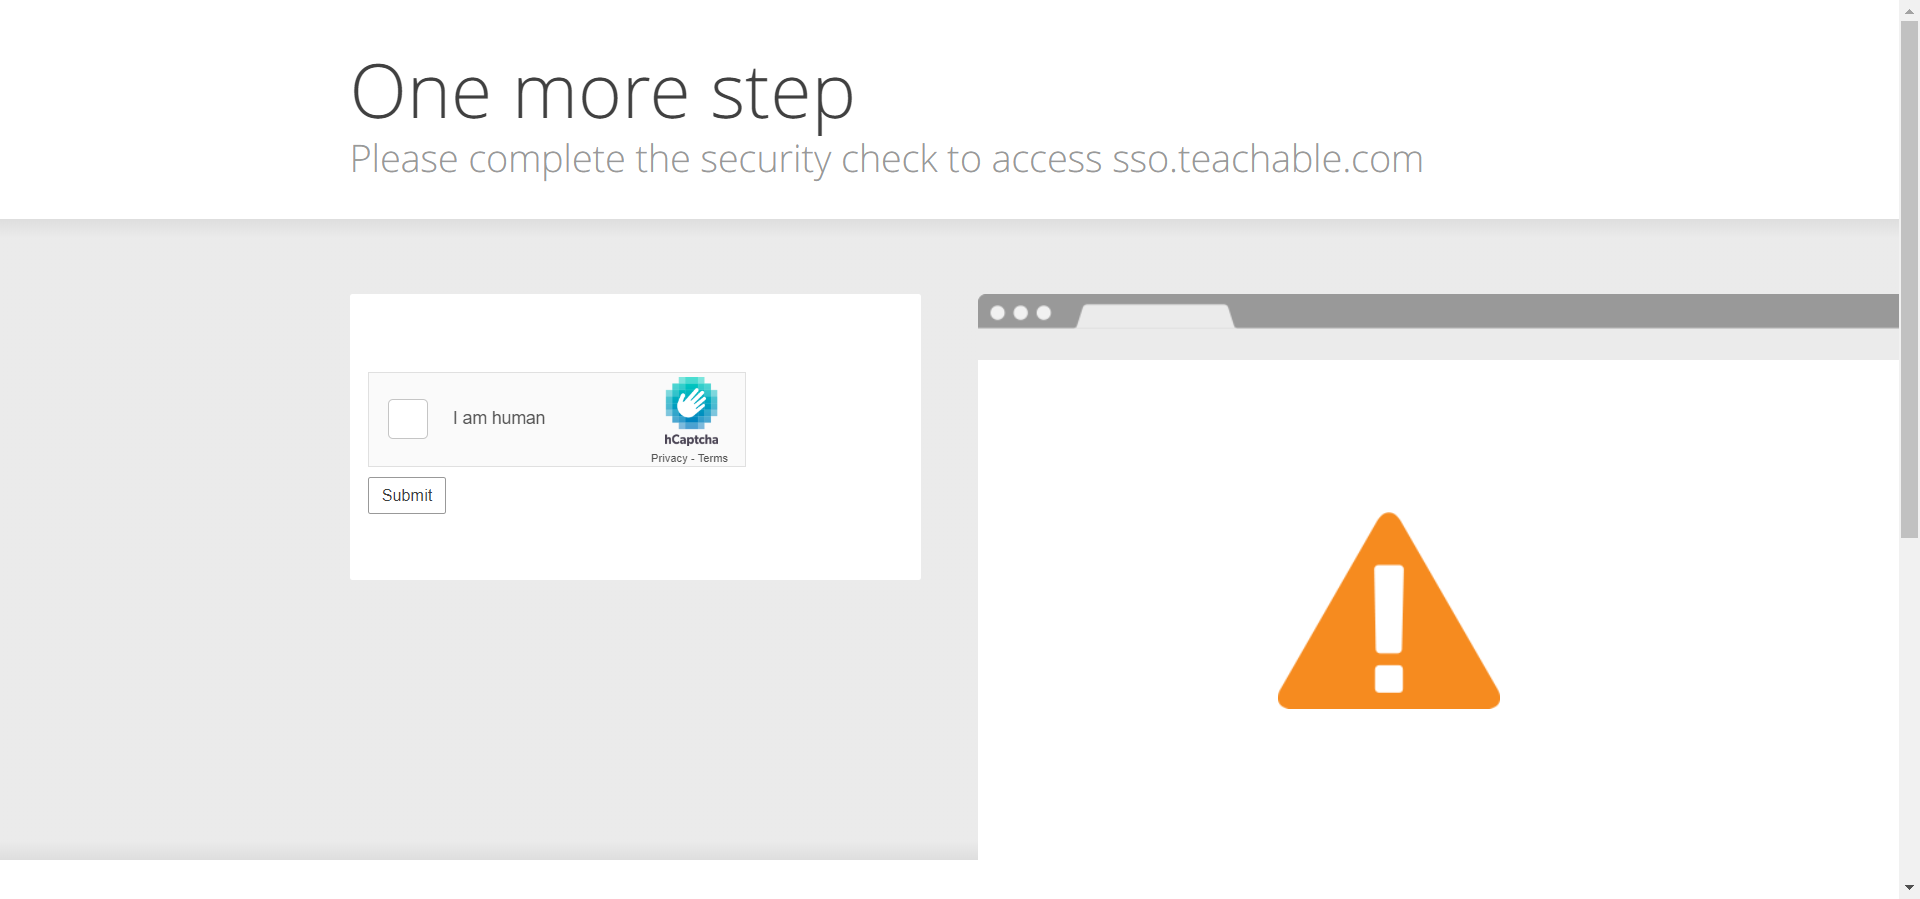 One more step
Please complete the security check to access sso.teachable.com
I am human
hCaptcha
Privacy - Terms
Submit